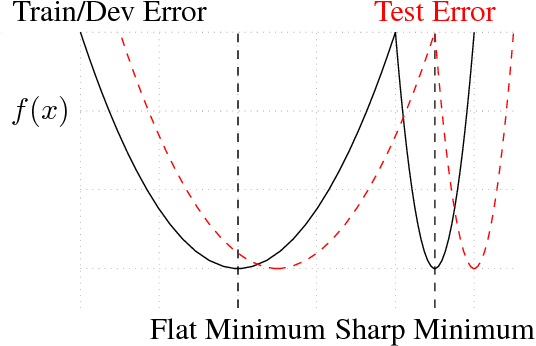 Train/Dev Error
Test Error
f(x)
Flat Minimum
Sharp Minimum